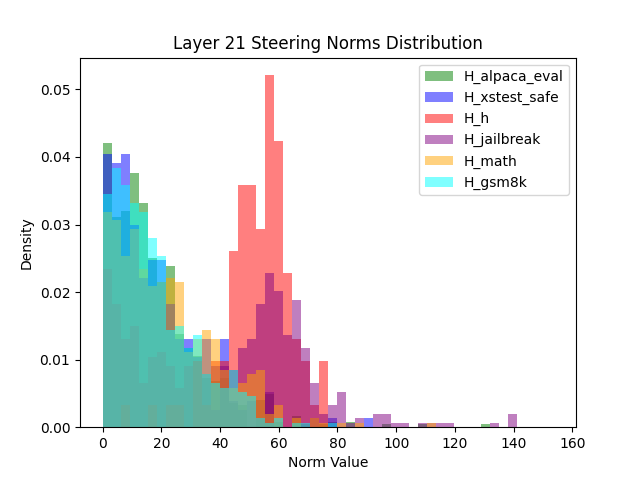 Layer 21 Steering Norms Distribution
H_alpaca_eval
H_xstest_safe
H_h
H_jailbreak
H_math
H_gsm8k
Density
0.05
0.04
0.03
0.02
0.01
0.00
0 20 40 60 80 100 120 140 160
Norm Value